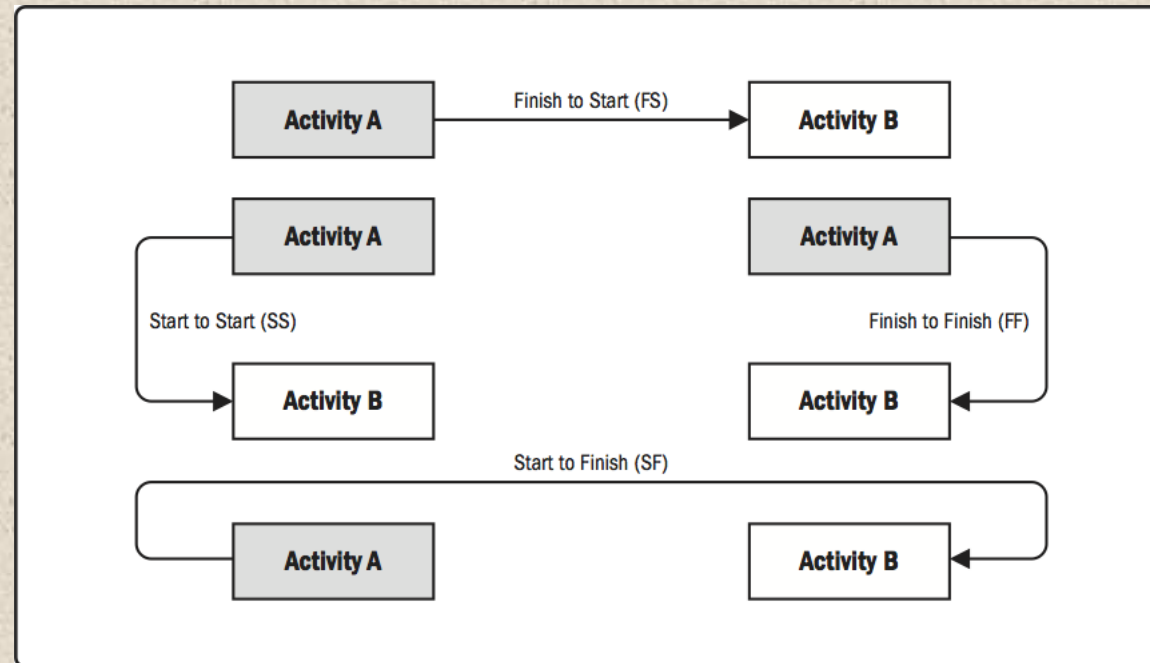 Activity A
Finish to Start (FS)
Activity B
Activity A
Activity A
Start to Start (SS)
Finish to Finish (FF)
Activity B
Activity B
Start to Finish (SF)
Activity A
Activity B